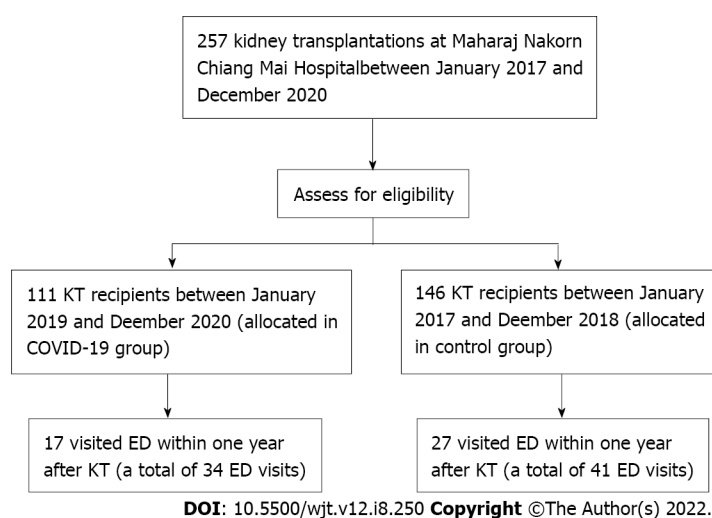 257 kidney transplantations at Maharaj Nakorn
Chiang Mai Hospitalbetween January 2017 and
December 2020
Assess for eligibility
111 KT recipients between January
2019 and Deember 2020 (allocated in
COVID-19 group)
146 KT recipients between January
2017 and Deember 2018 (allocated
in control group)
17 visited ED within one year
after KT (a total of 34 ED visits)
27 visited ED within one year
after KT (a total of 41 ED visits)
DOI: 10.5500/wjt.v12.i8.250 Copyright ©The Author(s) 2022.